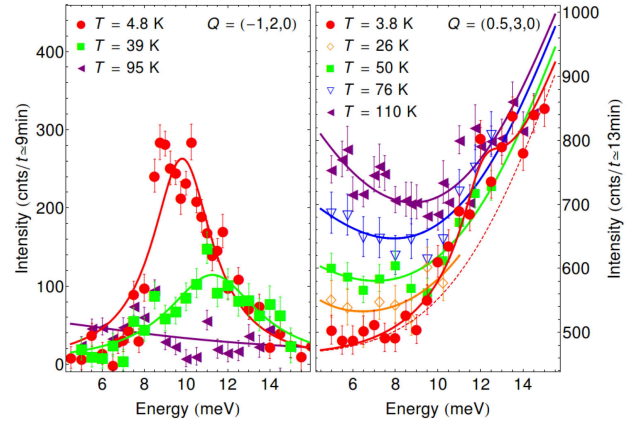 T = 4.8 K
T = 39 K
T = 95 K
Q = (−1,2,0)
Intensity (cnts/t≃9min)
400
300
200
100
0
6 8 10 12 14
Energy (meV)
T = 3.8 K
T = 26 K
T = 50 K
T = 76 K
T = 110 K
Q = (0.5,3,0)
1000
900
800
700
600
500
Intensity (cnts/t≃13min)
6 8 10 12 14
Energy (meV)